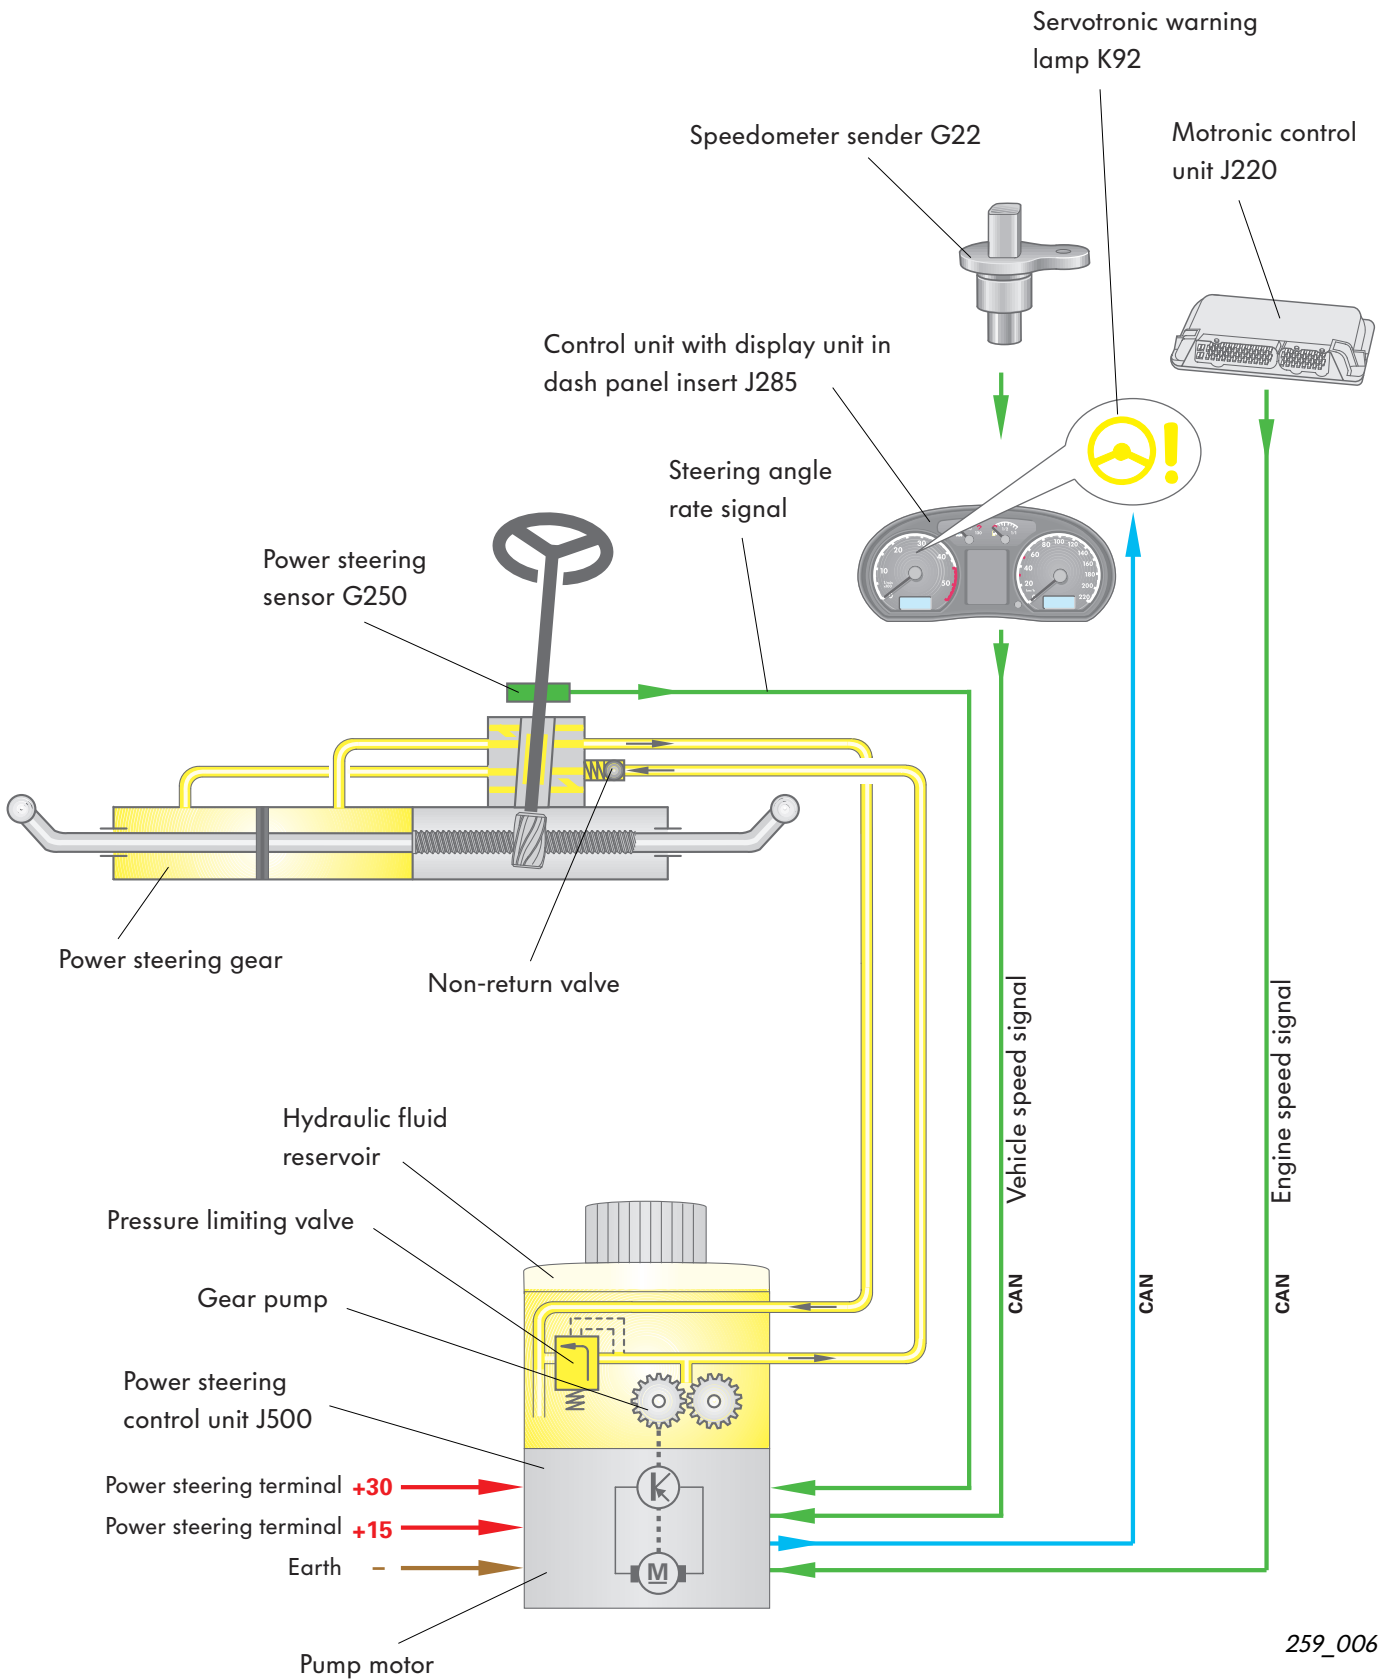 Servotronic warning
lamp K92
Speedometer sender G22
Motronic control
unit J220
Control unit with display unit in
dash panel insert J285
Steering angle
rate signal
Power steering
sensor G250
Power steering gear
Non-return valve
Vehicle speed signal
Engine speed signal
Hydraulic fluid
reservoir
Pressure limiting valve
Gear pump
CAN
CAN
CAN
Power steering
control unit J500
Power steering terminal +30
Power steering terminal +15
Earth –
M
Pump motor
259_006